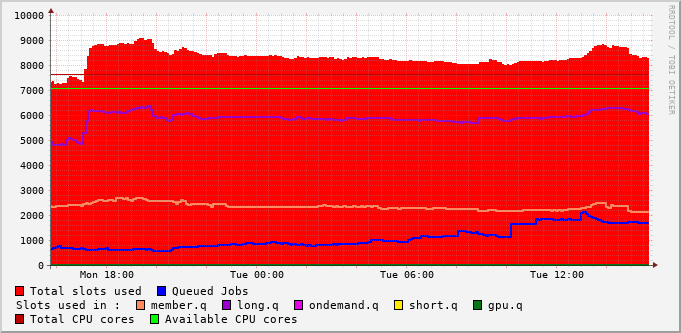 10000
9000
8000
7000
6000
5000
4000
3000
2000
1000
0
Mon 18:00 Tue 00:00 Tue 06:00 Tue 12:00
RRDTOOL / TOBI OETIKER
Total slots used Queued Jobs
Slots used in : member.q long.q ondemand.q short.q gpu.q
Total CPU cores Available CPU cores